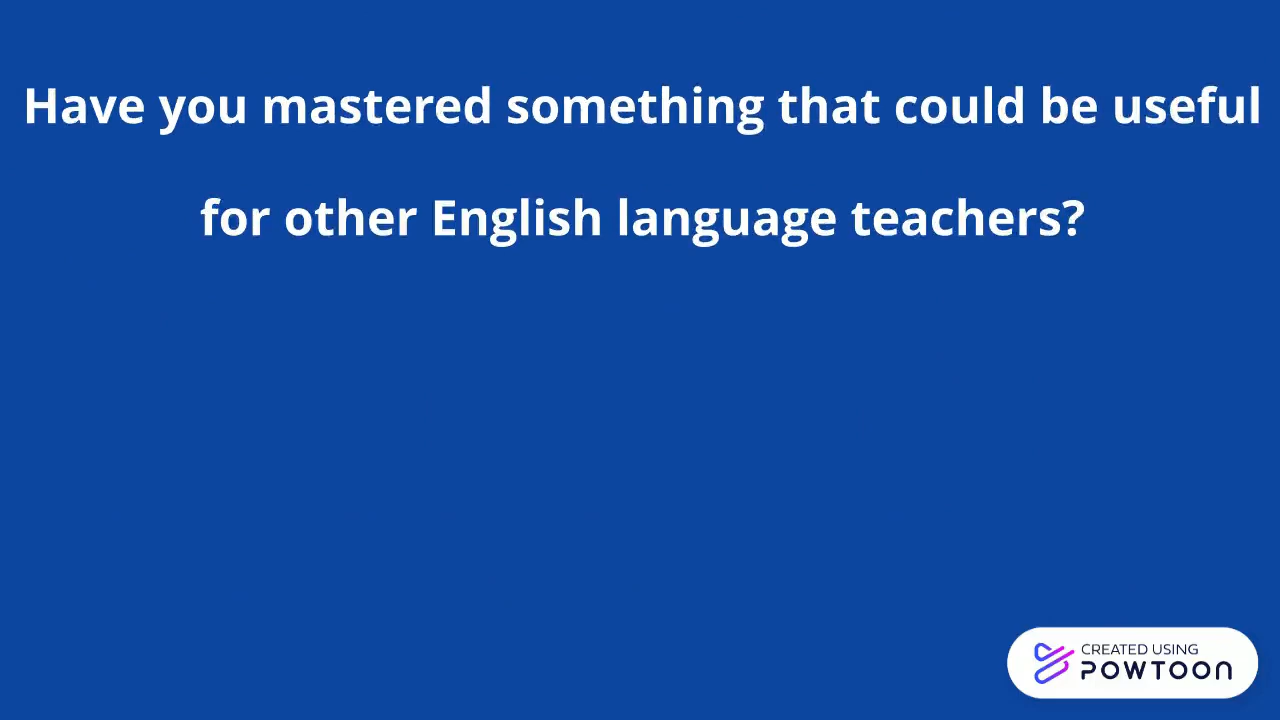 Have you mastered something that could be useful
for other English language teachers?
CREATED USING
POWTOON